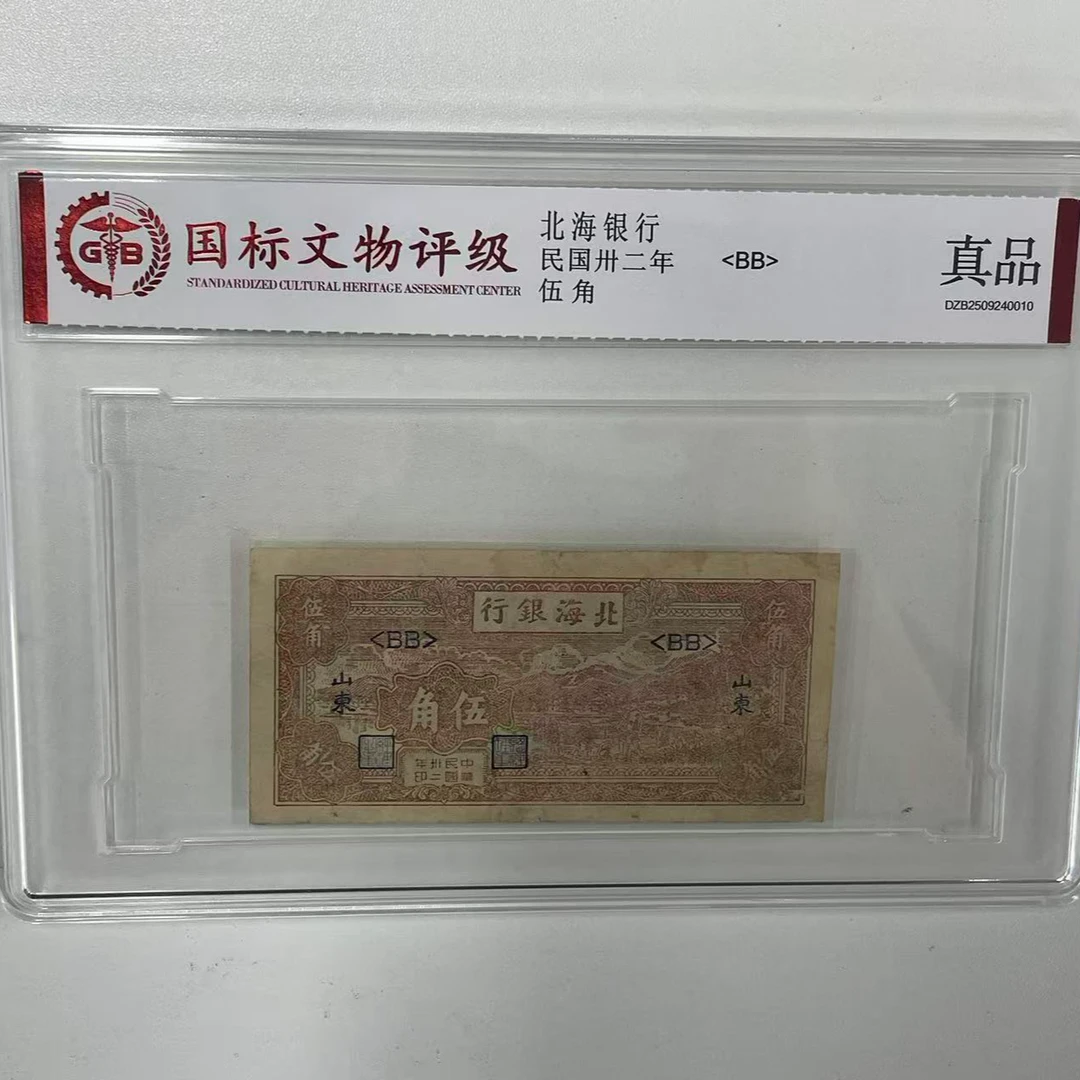 GB
国标文物评级
STANDARDIZED CULTURAL HERITAGE ASSESSMENT CENTER
北海银行
民国卅二年
伍角
<BB>
真品
DZB2509240010
行銀海北
伍角
伍角
<BB>
<BB>
山東
山東
角伍
中華民國卅二年印